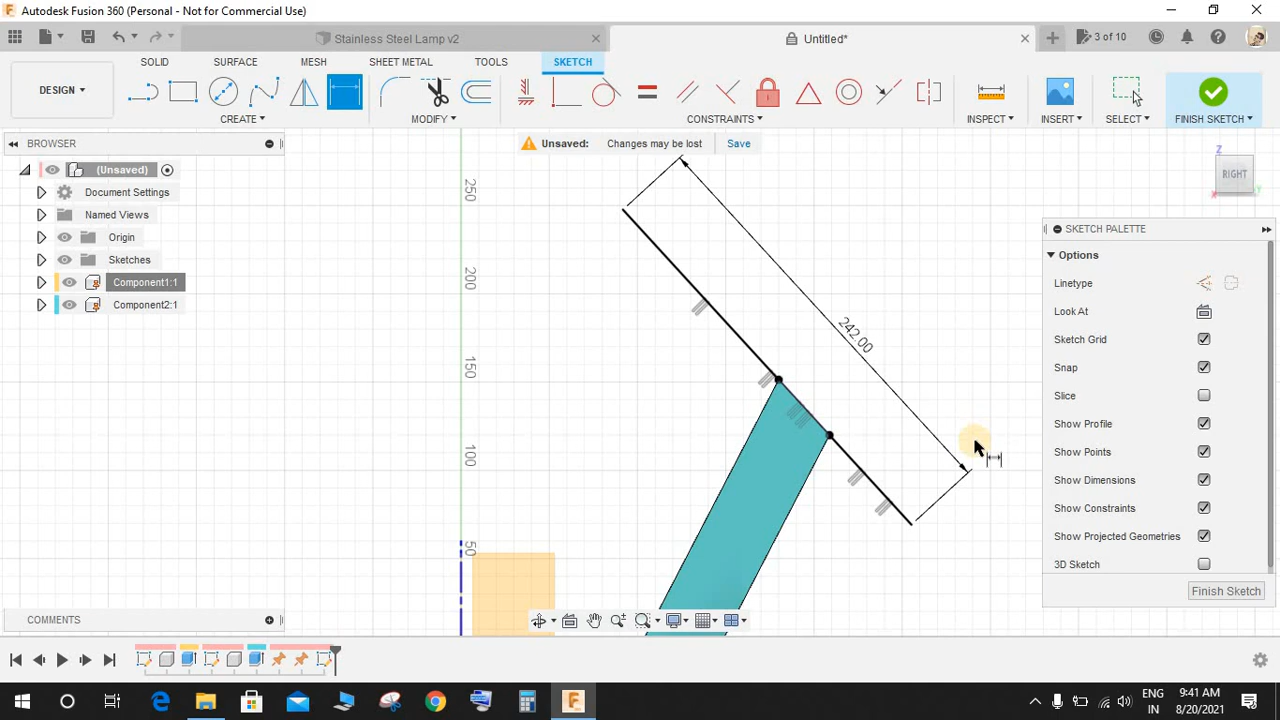 Autodesk Fusion 360 (Personal - Not for Commercial Use)
Stainless Steel Lamp v2
Untitled*
3 of 10
SOLID SURFACE MESH SHEET METAL TOOLS SKETCH
DESIGN
CREATE MODIFY CONSTRAINTS INSPECT INSERT SELECT FINISH SKETCH
BROWSER
Unsaved: Changes may be lost Save
(Unsaved)
Document Settings
Named Views
Origin
Sketches
Component1:1
Component2:1
250
200
150
100
50
242.00
Z
RIGHT
X
Y
SKETCH PALETTE
Options
Linetype
Look At
Sketch Grid
Snap
Slice
Show Profile
Show Points
Show Dimensions
Show Constraints
Show Projected Geometries
3D Sketch
Finish Sketch
COMMENTS
ENG
IN
9:41 AM
8/20/2021